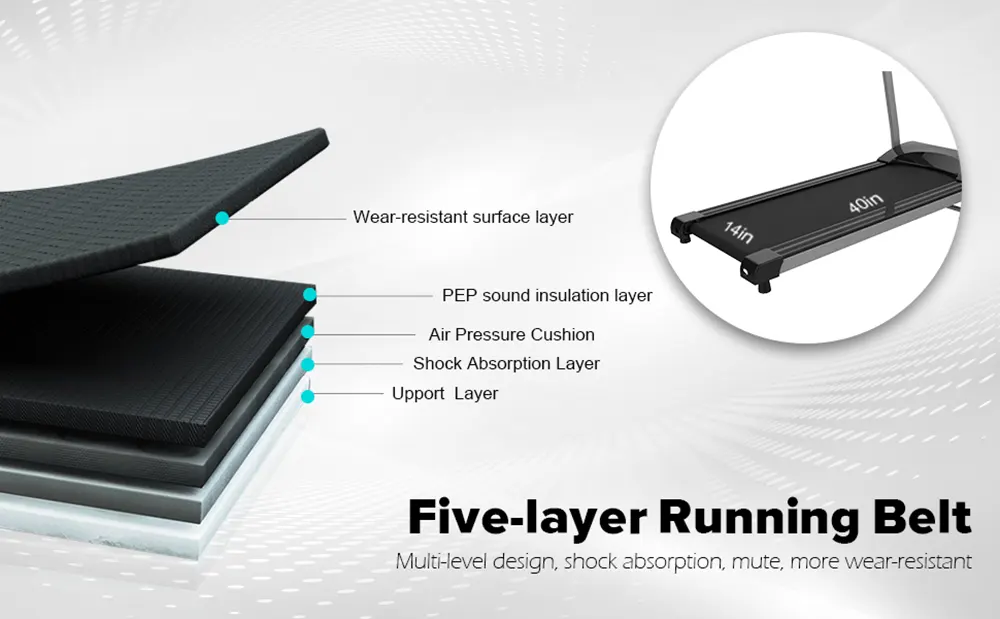 Wear-resistant surface layer
PEP sound insulation layer
Air Pressure Cushion
Shock Absorption Layer
Upport Layer
14in
40in
Five-layer Running Belt
Multi-level design, shock absorption, mute, more wear-resistant